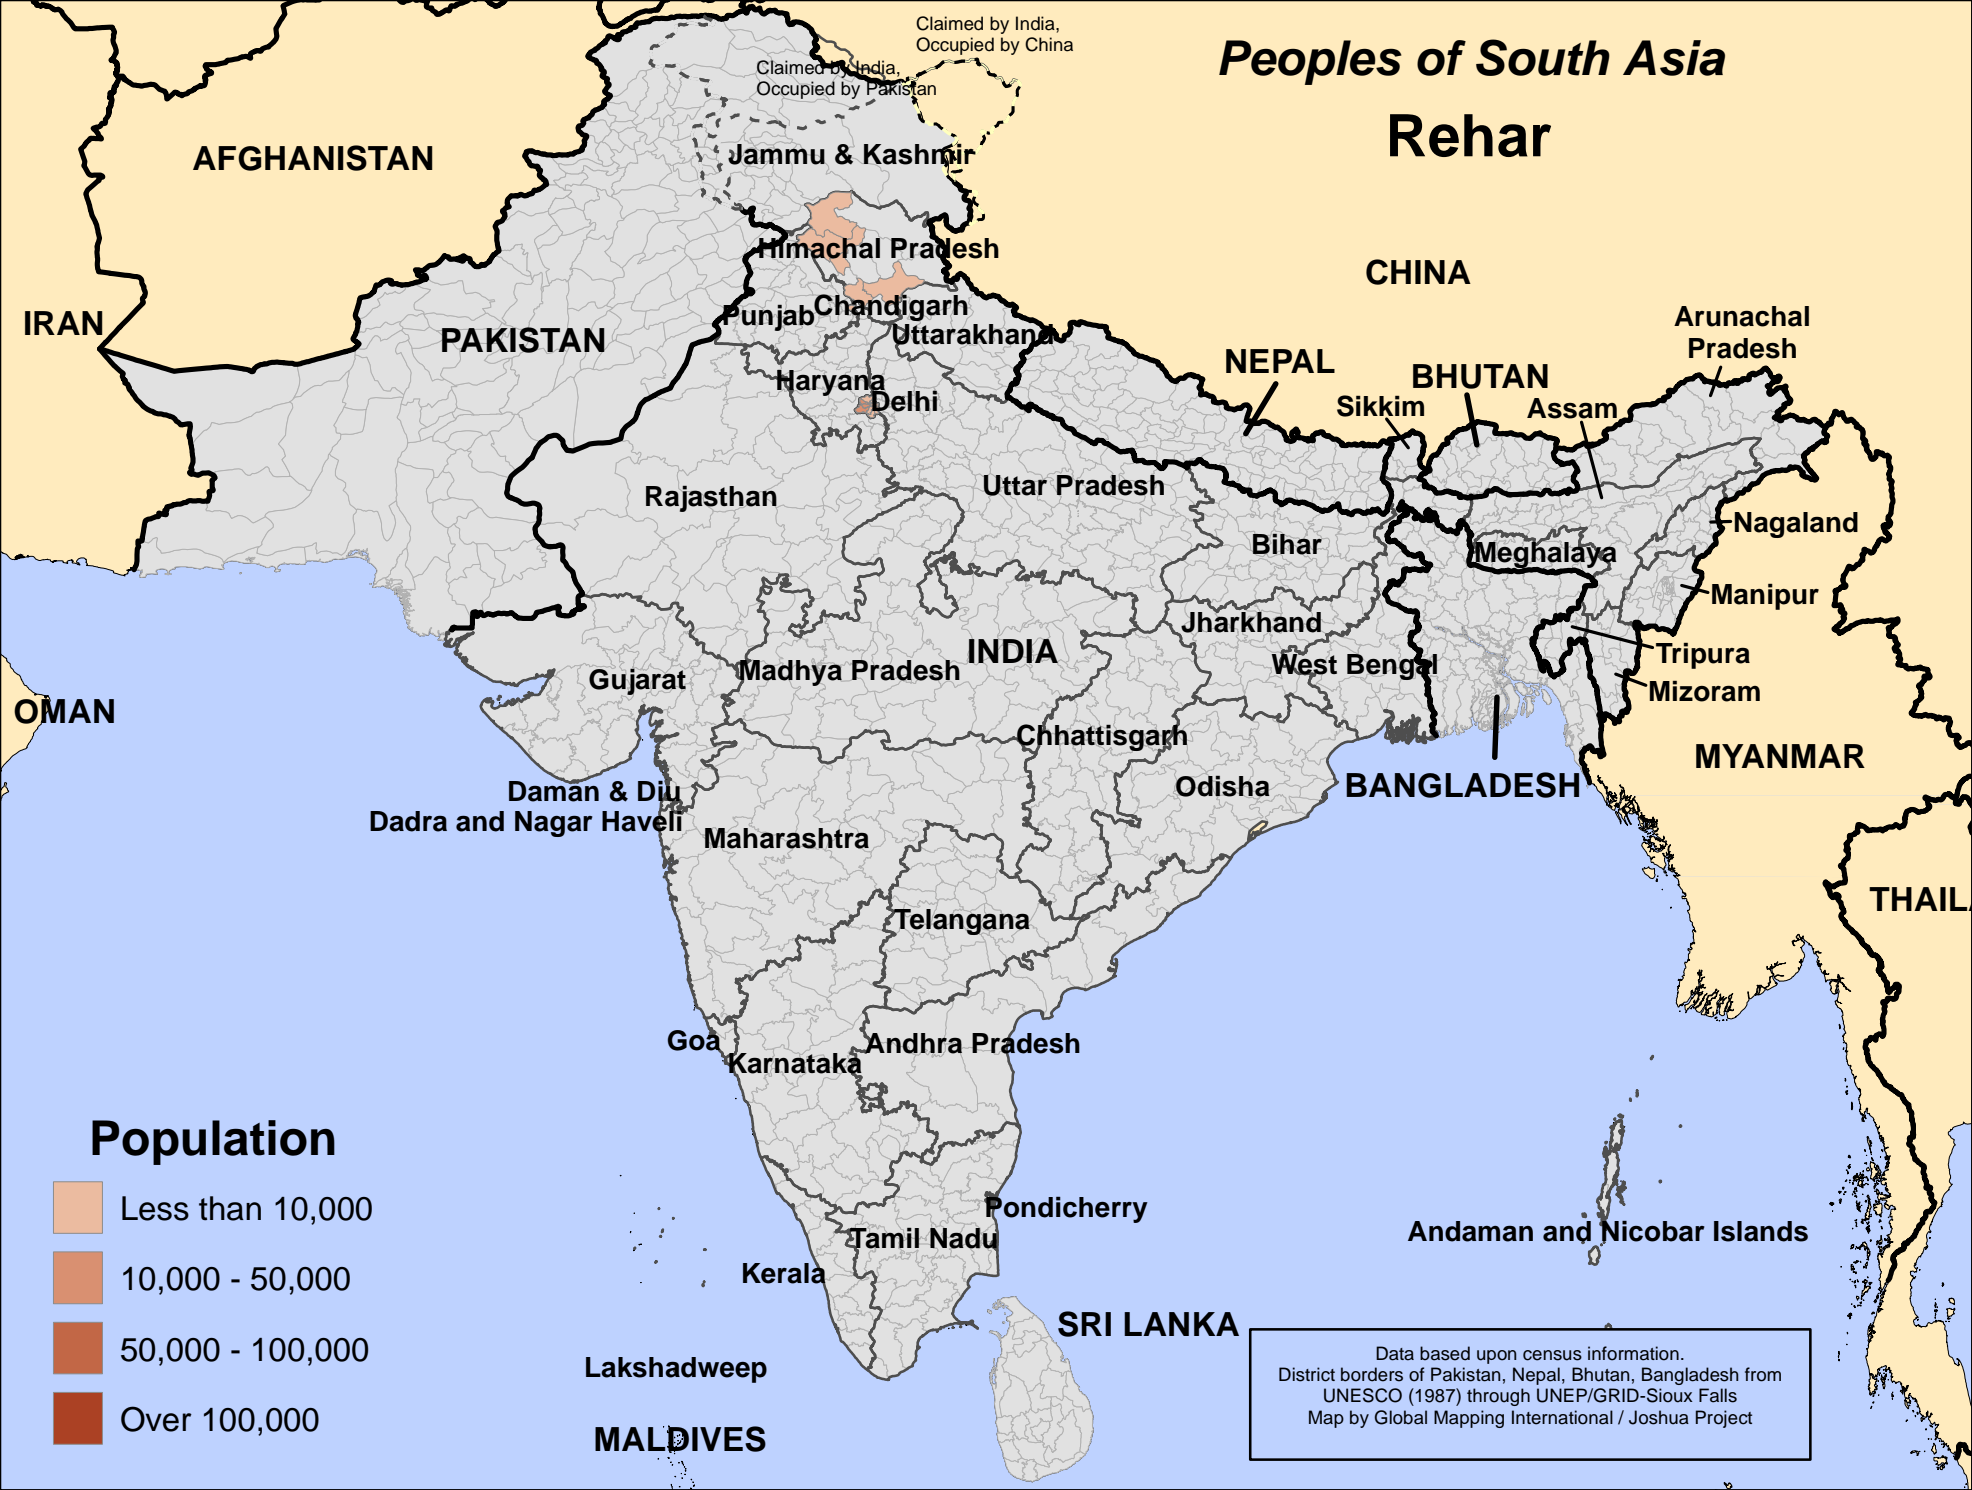 Claimed by India,
Occupied by China
Peoples of South Asia
Rehar
Claimed by India,
Occupied by Pakistan
AFGHANISTAN
Jammu & Kashmir
Himachal Pradesh
CHINA
IRAN
PAKISTAN
Punjab
Chandigarh
Uttarakhand
Arunachal
Pradesh
NEPAL
BHUTAN
Haryana
Delhi
Sikkim
Assam
Rajasthan
Uttar Pradesh
Nagaland
Bihar
Meghalaya
Manipur
Jharkhand
INDIA
Tripura
West Bengal
Madhya Pradesh
Gujarat
Mizoram
OMAN
Chhattisgarh
MYANMAR
Odisha
BANGLADESH
Daman & Diu
Dadra and Nagar Haveli
Maharashtra
THAIL
Telangana
Goa
Andhra Pradesh
Karnataka
Population
Less than 10,000
10,000 - 50,000
50,000 - 100,000
Over 100,000
Pondicherry
Tamil Nadu
Andaman and Nicobar Islands
Kerala
SRI LANKA
Lakshadweep
MALDIVES
Data based upon census information.
District borders of Pakistan, Nepal, Bhutan, Bangladesh from
UNESCO (1987) through UNEP/GRID-Sioux Falls
Map by Global Mapping International / Joshua Project